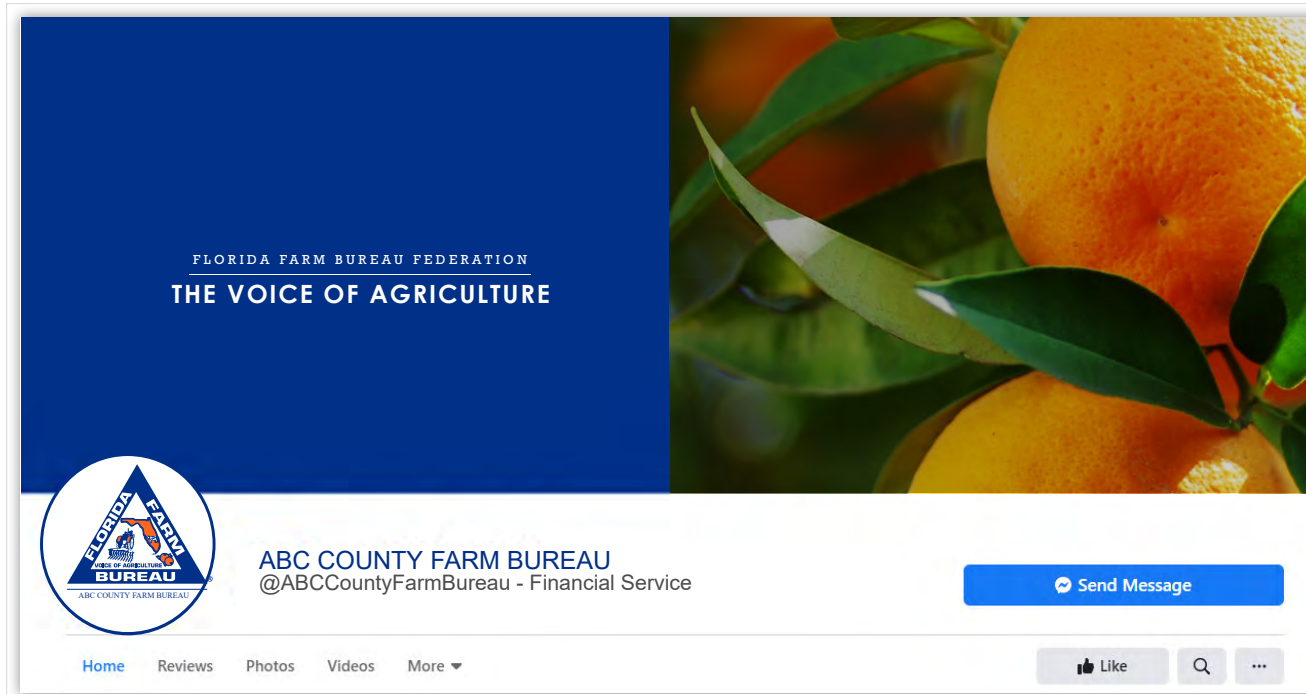 FLORIDA FARM BUREAU FEDERATION
THE VOICE OF AGRICULTURE
FLORIDA FARM
VOICE OF AGRICULTURE
BUREAU ®
ABC COUNTY FARM BUREAU
ABC COUNTY FARM BUREAU
@ABCCountyFarmBureau - Financial Service
Send Message
Home Reviews Photos Videos More
Like